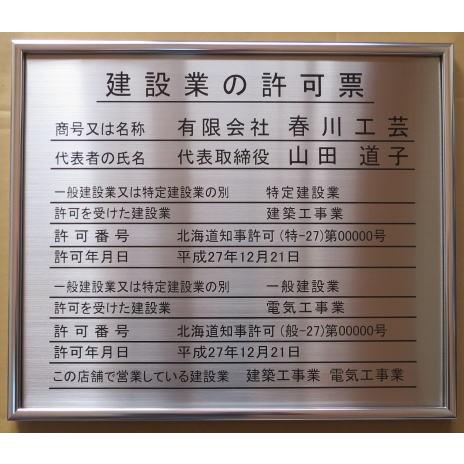 建設業の許可票
商号又は名称 有限会社 春川工芸
代表者の氏名 代表取締役 山田 道子
一般建設業又は特定建設業の別 特定建設業
許可を受けた建設業 建築工事業
許可番号 北海道知事許可(特-27)第00000号
許可年月日 平成27年12月21日
一般建設業又は特定建設業の別 一般建設業
許可を受けた建設業 電気工事業
許可番号 北海道知事許可(般-27)第00000号
許可年月日 平成27年12月21日
この店舗で営業している建設業 建築工事業 電気工事業